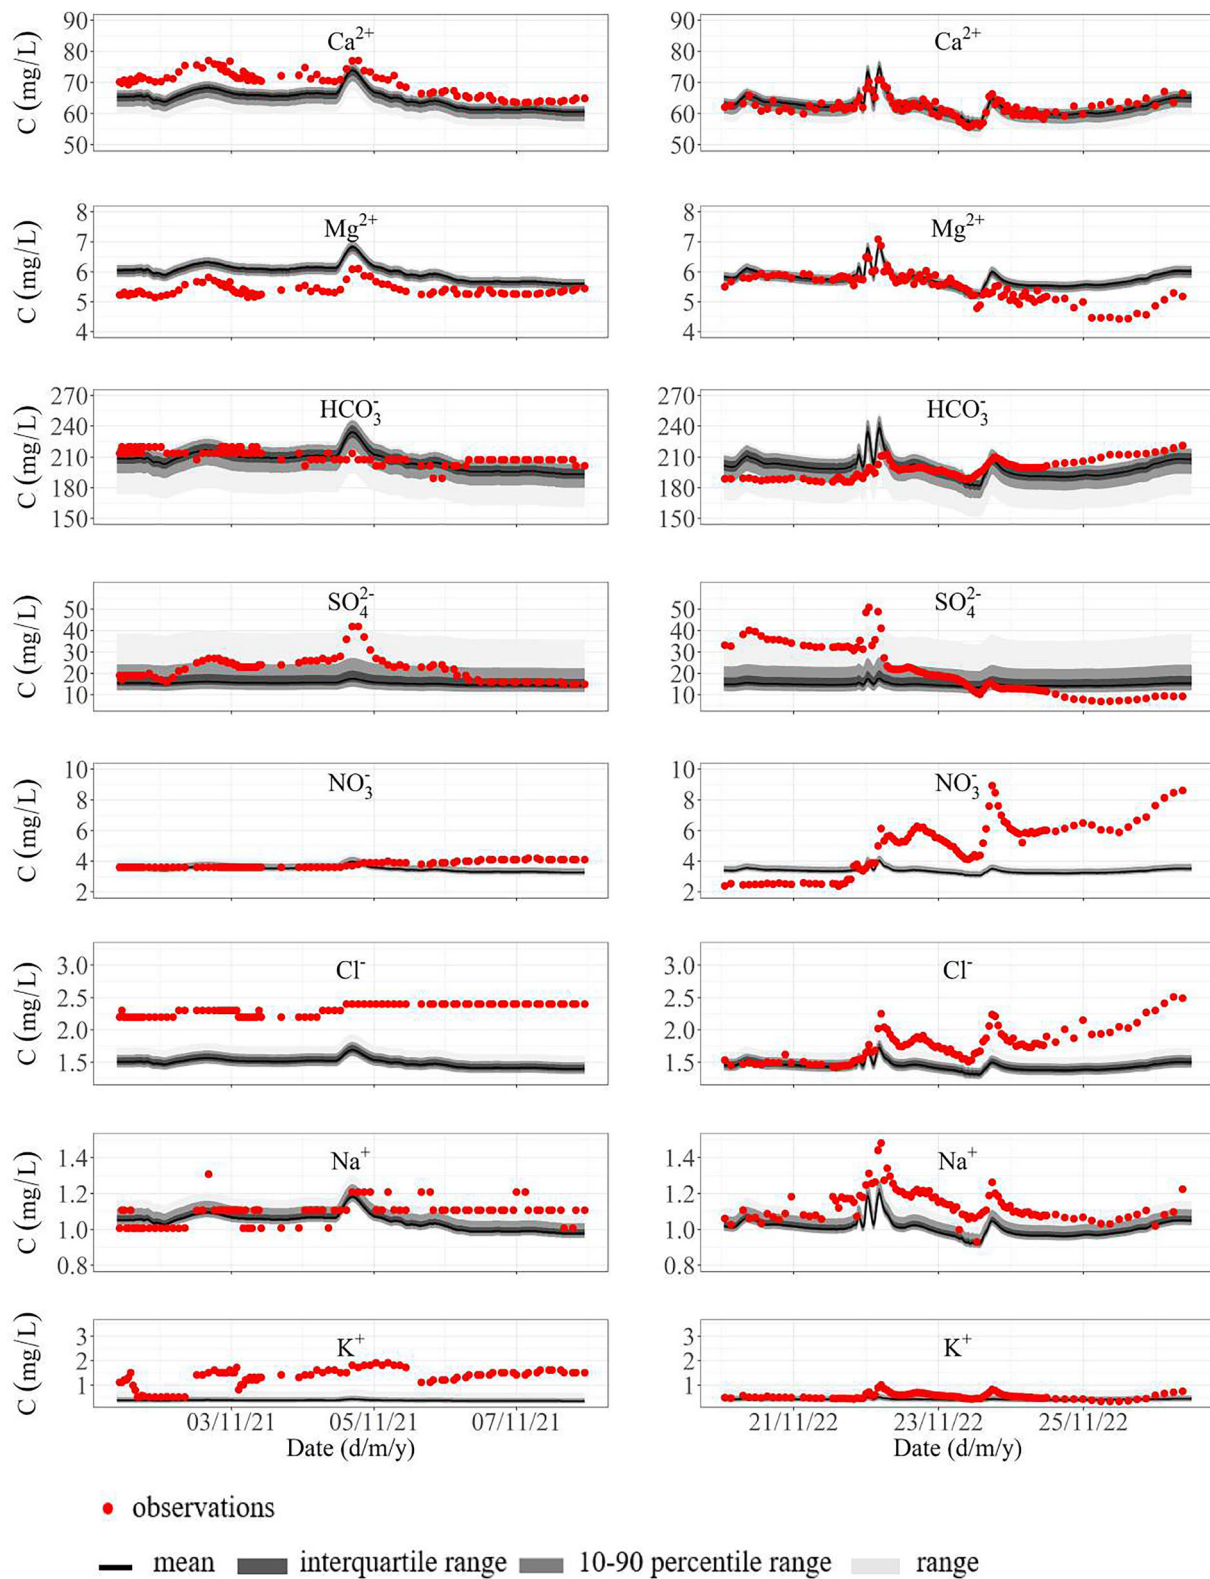 C (mg/L)
90
80
70
60
50
Ca²⁺
Ca²⁺
90
80
70
60
50
C (mg/L)
8
7
6
5
4
Mg²⁺
Mg²⁺
8
7
6
5
4
C (mg/L)
270
240
210
180
150
HCO₃⁻
HCO₃⁻
270
240
210
180
150
C (mg/L)
50
40
30
20
10
SO₄²⁻
SO₄²⁻
50
40
30
20
10
C (mg/L)
10
8
6
4
2
NO₃⁻
NO₃⁻
10
8
6
4
2
C (mg/L)
3.0
2.5
2.0
1.5
Cl⁻
Cl⁻
3.0
2.5
2.0
1.5
C (mg/L)
1.4
1.2
1.0
0.8
Na⁺
Na⁺
1.4
1.2
1.0
0.8
C (mg/L)
3
2
1
K⁺
K⁺
3
2
1
03/11/21 05/11/21 07/11/21
Date (d/m/y)
21/11/22 23/11/22 25/11/22
Date (d/m/y)
observations
mean interquartile range 10-90 percentile range range